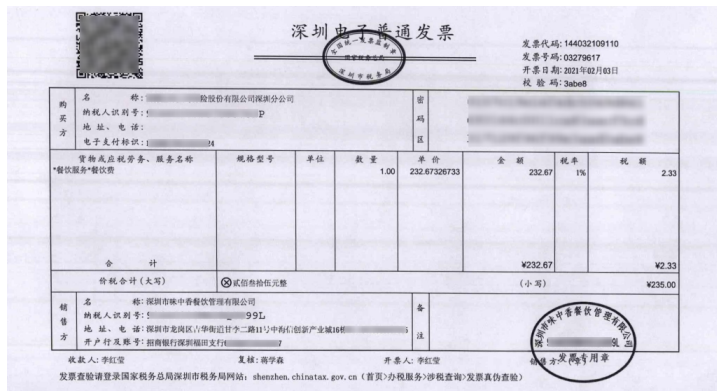 深圳电子普通发票
全国统一发票监制章
国家税务总局
深圳市税务局
发票代码: 144032109110
发票号码: 03279617
开票日期: 2021年02月03日
校 验 码: 3abe8
购买方
名 称: 险股份有限公司深圳分公司
纳税人识别号: P
地 址、电 话:
电子支付标识:
密码区
货物或应税劳务、服务名称 规格型号 单位 数 量 单 价 金 额 税率 税 额
*餐饮服务*餐饮费 1.00 232.67326733 232.67 1% 2.33
合 计 ¥232.67 ¥2.33
价税合计(大写) ⊗贰佰叁拾伍元整 (小写) ¥235.00
销售方
名 称: 深圳市味中香餐饮管理有限公司
纳税人识别号: 99L
地 址、电 话: 深圳市龙岗区吉华街道甘李二路11号中海信创新产业城16栋
开户行及账号: 招商银行深圳福田支行
备注
深圳市味中香餐饮管理有限公司
9L
发票专用章
收款人: 李红莹 复核: 蒋学森 开票人: 李红莹 销售方: (章)
发票查验请登录国家税务总局深圳市税务局网站: shenzhen.chinatax.gov.cn (首页>办税服务>涉税查询>发票真伪查验)